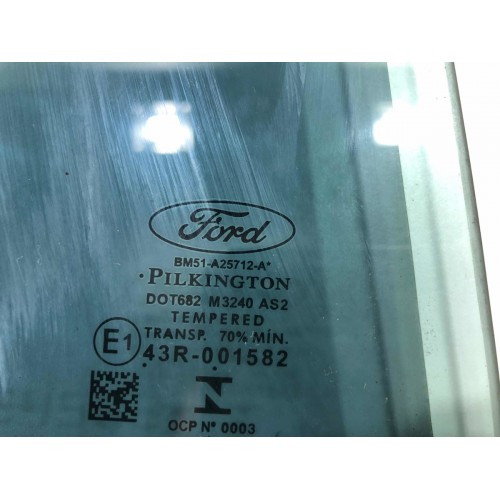 Ford
BM51-A25712-A*
·PILKINGTON
DOT682 M3240 AS2
TEMPERED
TRANSP. 70% MÍN.
E1 43R-001582
N
OCP Nº 0003